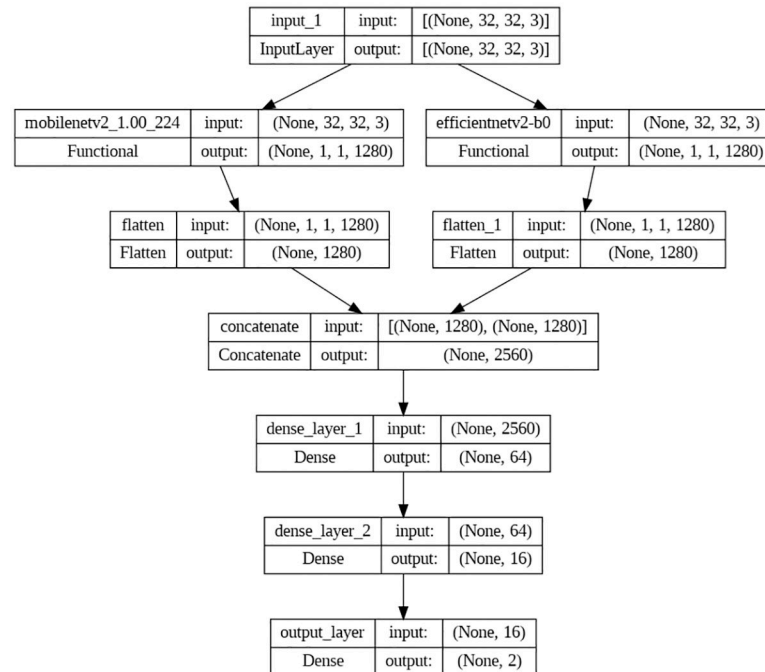 input_1 input: [(None, 32, 32, 3)]
InputLayer output: [(None, 32, 32, 3)]
mobilenetv2_1.00_224 input: (None, 32, 32, 3)
Functional output: (None, 1, 1, 1280)
efficientnetv2-b0 input: (None, 32, 32, 3)
Functional output: (None, 1, 1, 1280)
flatten input: (None, 1, 1, 1280)
Flatten output: (None, 1280)
flatten_1 input: (None, 1, 1, 1280)
Flatten output: (None, 1280)
concatenate input: [(None, 1280), (None, 1280)]
Concatenate output: (None, 2560)
dense_layer_1 input: (None, 2560)
Dense output: (None, 64)
dense_layer_2 input: (None, 64)
Dense output: (None, 16)
output_layer input: (None, 16)
Dense output: (None, 2)